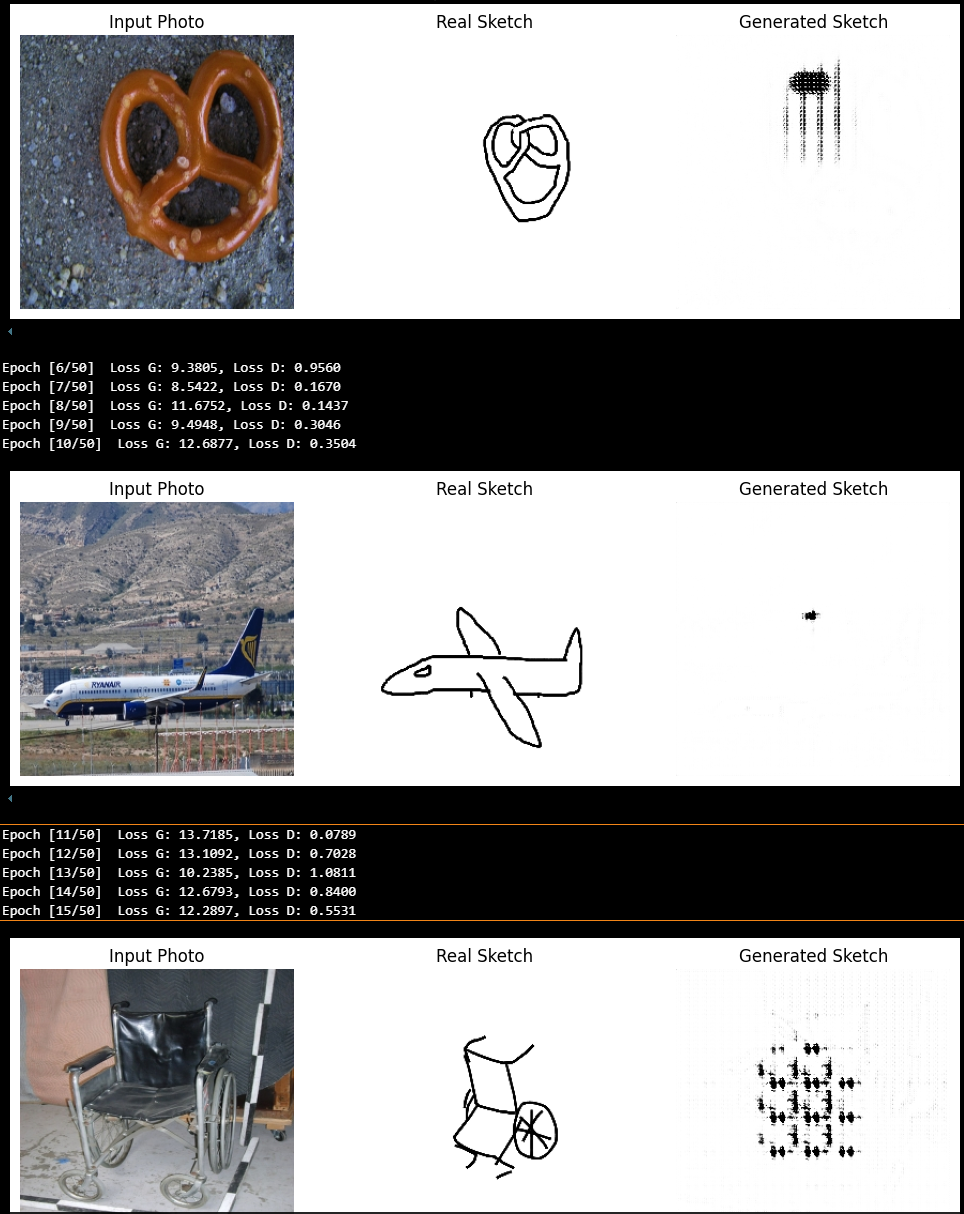 Input Photo Real Sketch Generated Sketch
Epoch [6/50]  Loss G: 9.3805, Loss D: 0.9560
Epoch [7/50]  Loss G: 8.5422, Loss D: 0.1670
Epoch [8/50]  Loss G: 11.6752, Loss D: 0.1437
Epoch [9/50]  Loss G: 9.4948, Loss D: 0.3046
Epoch [10/50]  Loss G: 12.6877, Loss D: 0.3504
Input Photo Real Sketch Generated Sketch
RYANAIR
Epoch [11/50]  Loss G: 13.7185, Loss D: 0.0789
Epoch [12/50]  Loss G: 13.1092, Loss D: 0.7028
Epoch [13/50]  Loss G: 10.2385, Loss D: 1.0811
Epoch [14/50]  Loss G: 12.6793, Loss D: 0.8400
Epoch [15/50]  Loss G: 12.2897, Loss D: 0.5531
Input Photo Real Sketch Generated Sketch